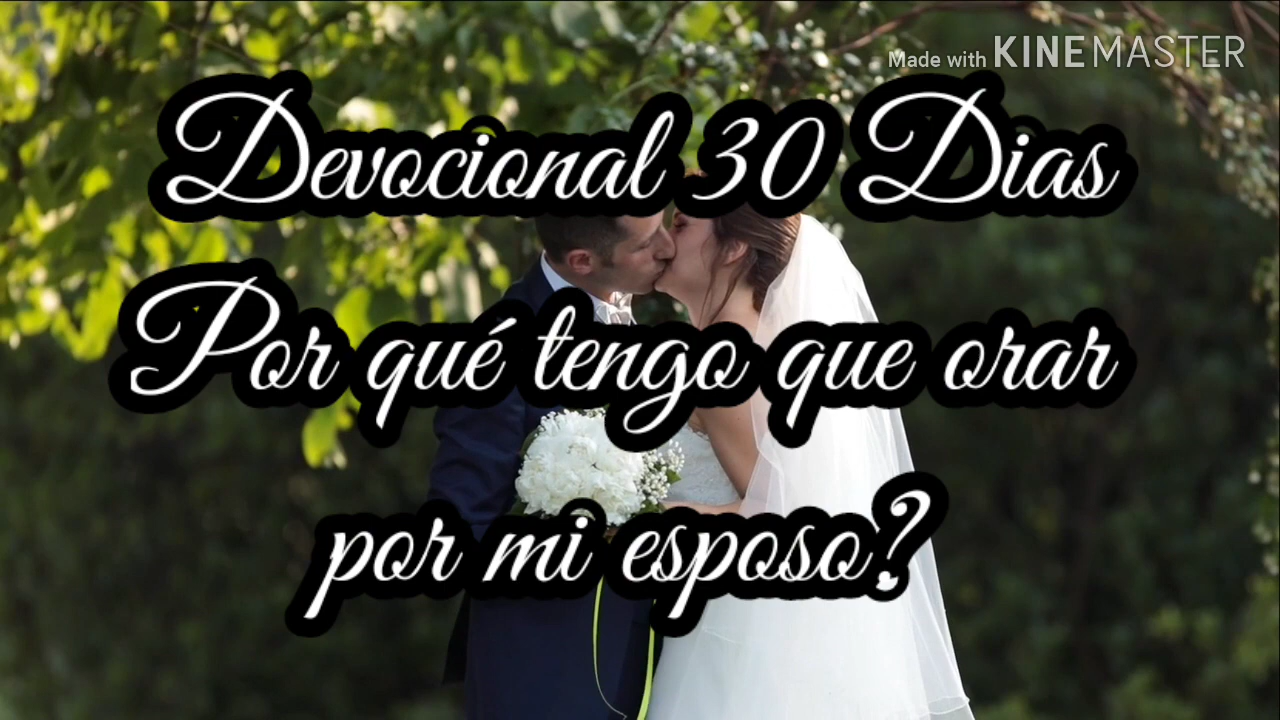 Made with KINEMASTER
Devocional 30 Dias
Por qué tengo que orar
por mi esposo?